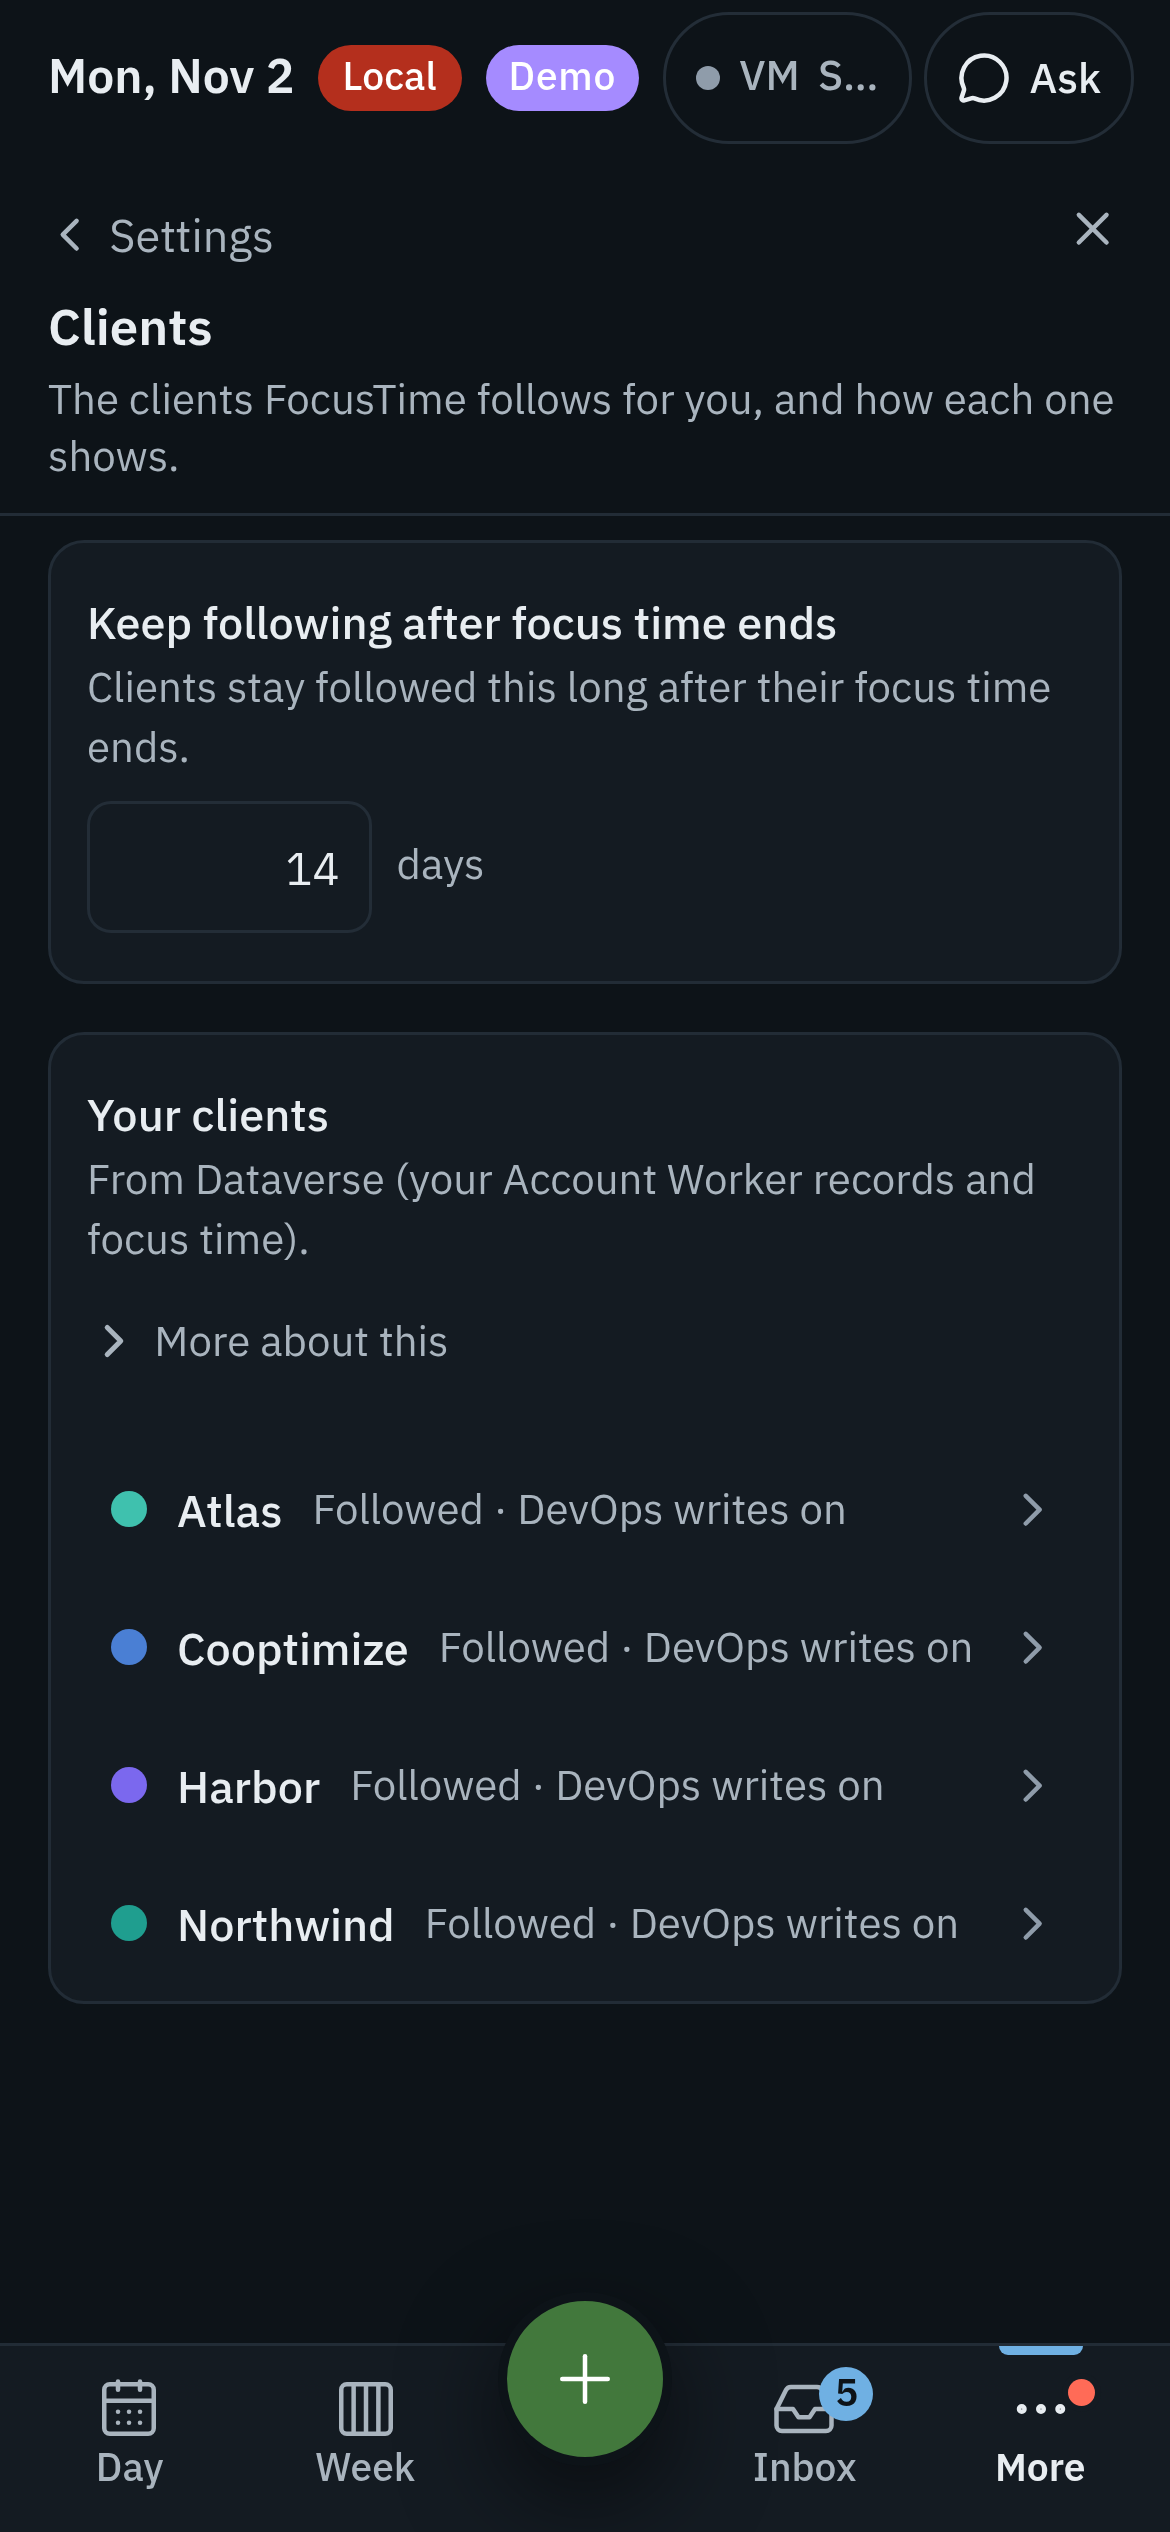 Mon, Nov 2 Local Demo VM S... Ask
Settings
Clients
The clients FocusTime follows for you, and how each one
shows.
Keep following after focus time ends
Clients stay followed this long after their focus time
ends.
14 days
Your clients
From Dataverse (your Account Worker records and
focus time).
More about this
Atlas Followed · DevOps writes on
Cooptimize Followed · DevOps writes on
Harbor Followed · DevOps writes on
Northwind Followed · DevOps writes on
5
Day Week Inbox More